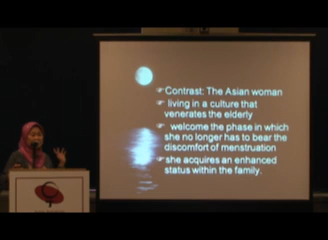 Contrast: The Asian woman
living in a culture that
venerates the elderly
welcome the phase in which
she no longer has to bear the
discomfort of menstruation
she acquires an enhanced
status within the family.